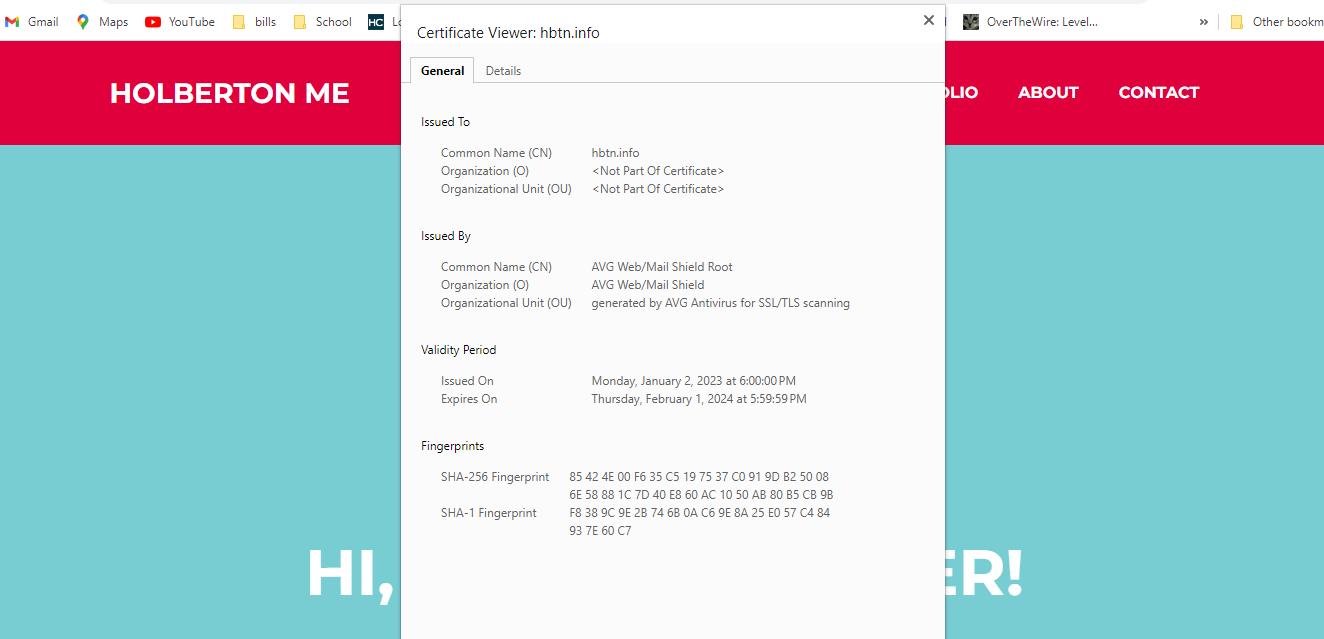 Gmail Maps YouTube bills School HC
OverTheWire: Level... » Other bookm
Certificate Viewer: hbtn.info
General Details
HOLBERTON ME
ABOUT CONTACT
Issued To
Common Name (CN) hbtn.info
Organization (O) <Not Part Of Certificate>
Organizational Unit (OU) <Not Part Of Certificate>
Issued By
Common Name (CN) AVG Web/Mail Shield Root
Organization (O) AVG Web/Mail Shield
Organizational Unit (OU) generated by AVG Antivirus for SSL/TLS scanning
Validity Period
Issued On Monday, January 2, 2023 at 6:00:00 PM
Expires On Thursday, February 1, 2024 at 5:59:59 PM
Fingerprints
SHA-256 Fingerprint 85 42 4E 00 F6 35 C5 19 75 37 C0 91 9D B2 50 08
6E 58 88 1C 7D 40 E8 60 AC 10 50 AB 80 B5 CB 9B
SHA-1 Fingerprint F8 38 9C 9E 2B 74 6B 0A C6 9E 8A 25 E0 57 C4 84
93 7E 60 C7
HI, ER!